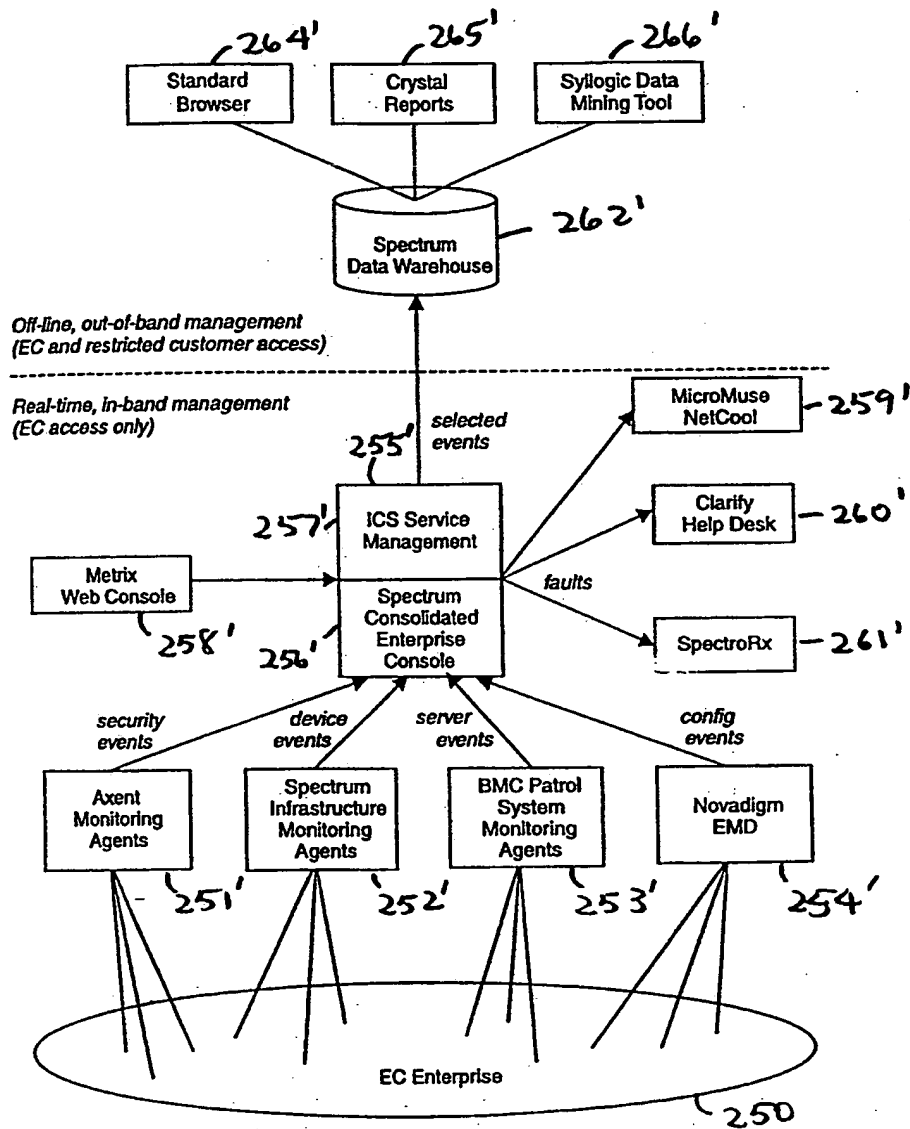 264'
265'
266'
Standard
Browser
Crystal
Reports
Syllogic Data
Mining Tool
262'
Spectrum
Data Warehouse
Off-line, out-of-band management
(EC and restricted customer access)
Real-time, in-band management
(EC access only)
selected
events
MicroMuse
NetCool
259'
255'
257'
ICS Service
Management
Clarify
Help Desk
260'
Metrix
Web Console
258'
Spectrum
Consolidated
Enterprise
Console
256'
faults
SpectroRx
261'
security
events
device
events
server
events
config
events
Axent
Monitoring
Agents
Spectrum
Infrastructure
Monitoring
Agents
BMC Patrol
System
Monitoring
Agents
Novadigm
EMD
251'
252'
253'
254'
EC Enterprise
250